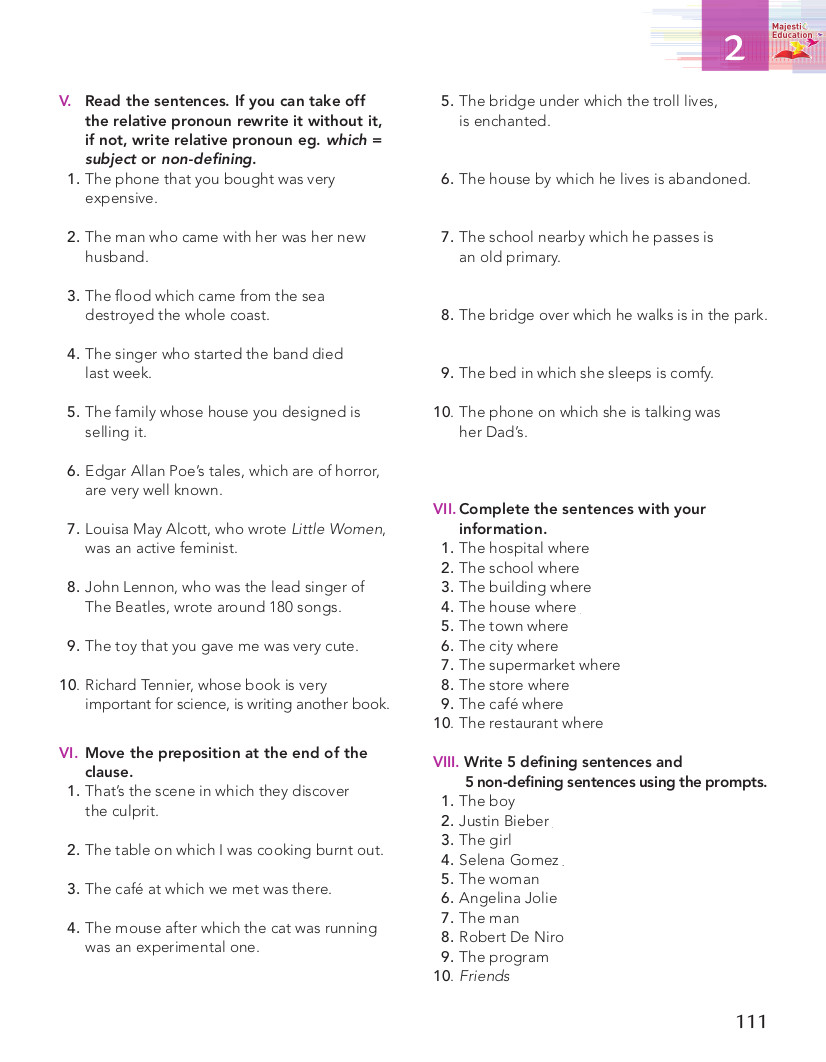 2
Majesti
Education
V. Read the sentences. If you can take off
the relative pronoun rewrite it without it,
if not, write relative pronoun eg. which =
subject or non-defining.
1. The phone that you bought was very
expensive.
2. The man who came with her was her new
husband.
3. The flood which came from the sea
destroyed the whole coast.
4. The singer who started the band died
last week.
5. The family whose house you designed is
selling it.
6. Edgar Allan Poe's tales, which are of horror,
are very well known.
7. Louisa May Alcott, who wrote Little Women,
was an active feminist.
8. John Lennon, who was the lead singer of
The Beatles, wrote around 180 songs.
9. The toy that you gave me was very cute.
10. Richard Tennier, whose book is very
important for science, is writing another book.
VI. Move the preposition at the end of the
clause.
1. That's the scene in which they discover
the culprit.
2. The table on which I was cooking burnt out.
3. The café at which we met was there.
4. The mouse after which the cat was running
was an experimental one.
5. The bridge under which the troll lives,
is enchanted.
6. The house by which he lives is abandoned.
7. The school nearby which he passes is
an old primary.
8. The bridge over which he walks is in the park.
9. The bed in which she sleeps is comfy.
10. The phone on which she is talking was
her Dad's.
VII. Complete the sentences with your
information.
1. The hospital where
2. The school where
3. The building where
4. The house where
5. The town where
6. The city where
7. The supermarket where
8. The store where
9. The café where
10. The restaurant where
VIII. Write 5 defining sentences and
5 non-defining sentences using the prompts.
1. The boy
2. Justin Bieber
3. The girl
4. Selena Gomez
5. The woman
6. Angelina Jolie
7. The man
8. Robert De Niro
9. The program
10. Friends
111